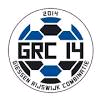 2014
GRC 14
GIESSEN RIJSWIJK COMBINATIE